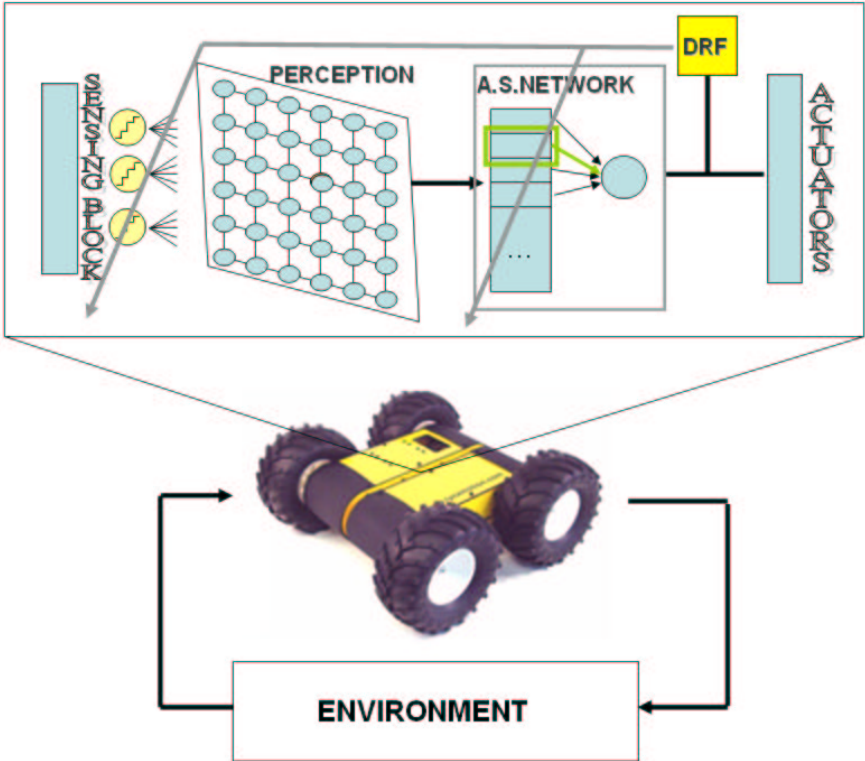 DRF
PERCEPTION
A.S.NETWORK
SENSING BLOCK
ACTUATORS
...
ENVIRONMENT